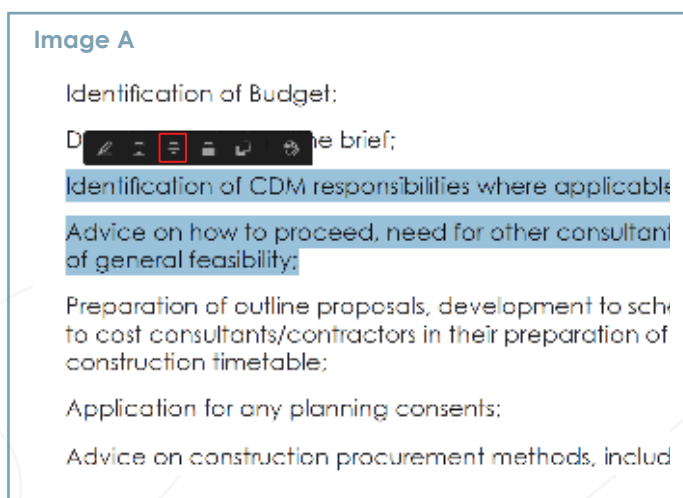 Image A
Identification of Budget;
D he brief;
Identification of CDM responsibilities where applicable
Advice on how to proceed, need for other consultant
of general feasibility;
Preparation of outline proposals, development to sch
to cost consultants/contractors in their preparation of
construction timetable;
Application for any planning consents;
Advice on construction procurement methods, includ